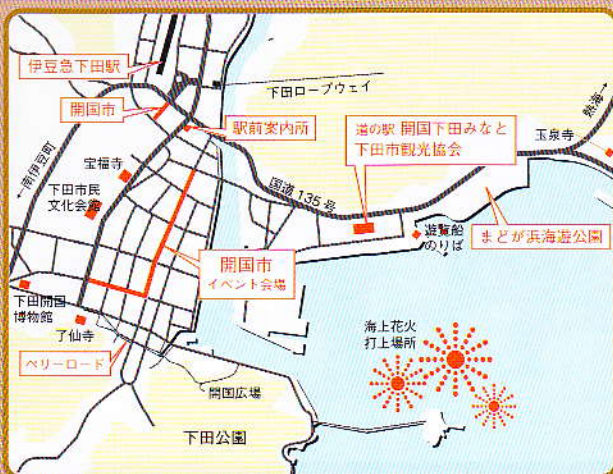 伊豆急下田駅
下田ロープウェイ
開国市
駅前案内所
道の駅 開国下田みなと
下田市観光協会
熱海→
玉泉寺
←南伊豆町
宝福寺
下田市民
文化会館
国道135号
遊覧船
のりば
まどが浜海遊公園
開国市
イベント会場
下田開国
博物館
了仙寺
海上花火
打上場所
ペリーロード
開国広場
下田公園